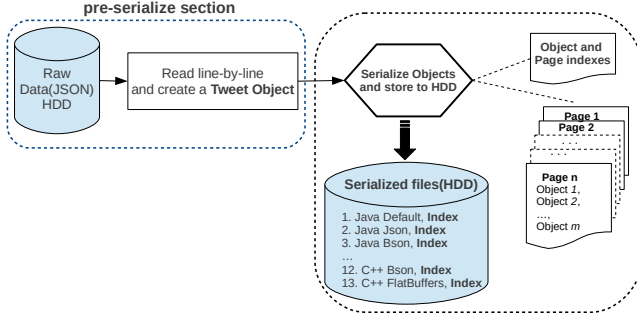 pre-serialize section
Raw
Data(JSON)
HDD
Read line-by-line
and create a Tweet Object
Serialize Objects
and store to HDD
Object and
Page indexes
Page 1
Page 2
. . .
. . .
Page n
Object 1,
Object 2,
...,
Object m
Serialized files(HDD)
1. Java Default, Index
2. Java Json, Index
3. Java Bson, Index
...
12. C++ Bson, Index
13. C++ FlatBuffers, Index